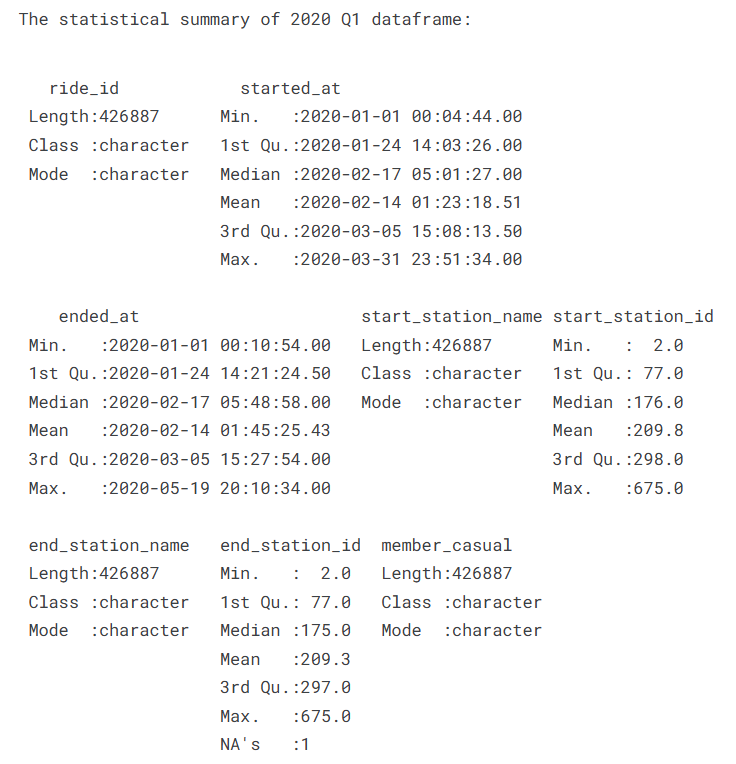 The statistical summary of 2020 Q1 dataframe:
ride_id started_at
Length:426887 Min. :2020-01-01 00:04:44.00
Class :character 1st Qu.:2020-01-24 14:03:26.00
Mode :character Median :2020-02-17 05:01:27.00
Mean :2020-02-14 01:23:18.51
3rd Qu.:2020-03-05 15:08:13.50
Max. :2020-03-31 23:51:34.00
ended_at start_station_name start_station_id
Min. :2020-01-01 00:10:54.00 Length:426887 Min. : 2.0
1st Qu.:2020-01-24 14:21:24.50 Class :character 1st Qu.: 77.0
Median :2020-02-17 05:48:58.00 Mode :character Median :176.0
Mean :2020-02-14 01:45:25.43 Mean :209.8
3rd Qu.:2020-03-05 15:27:54.00 3rd Qu.:298.0
Max. :2020-05-19 20:10:34.00 Max. :675.0
end_station_name end_station_id member_casual
Length:426887 Min. : 2.0 Length:426887
Class :character 1st Qu.: 77.0 Class :character
Mode :character Median :175.0 Mode :character
Mean :209.3
3rd Qu.:297.0
Max. :675.0
NA's :1